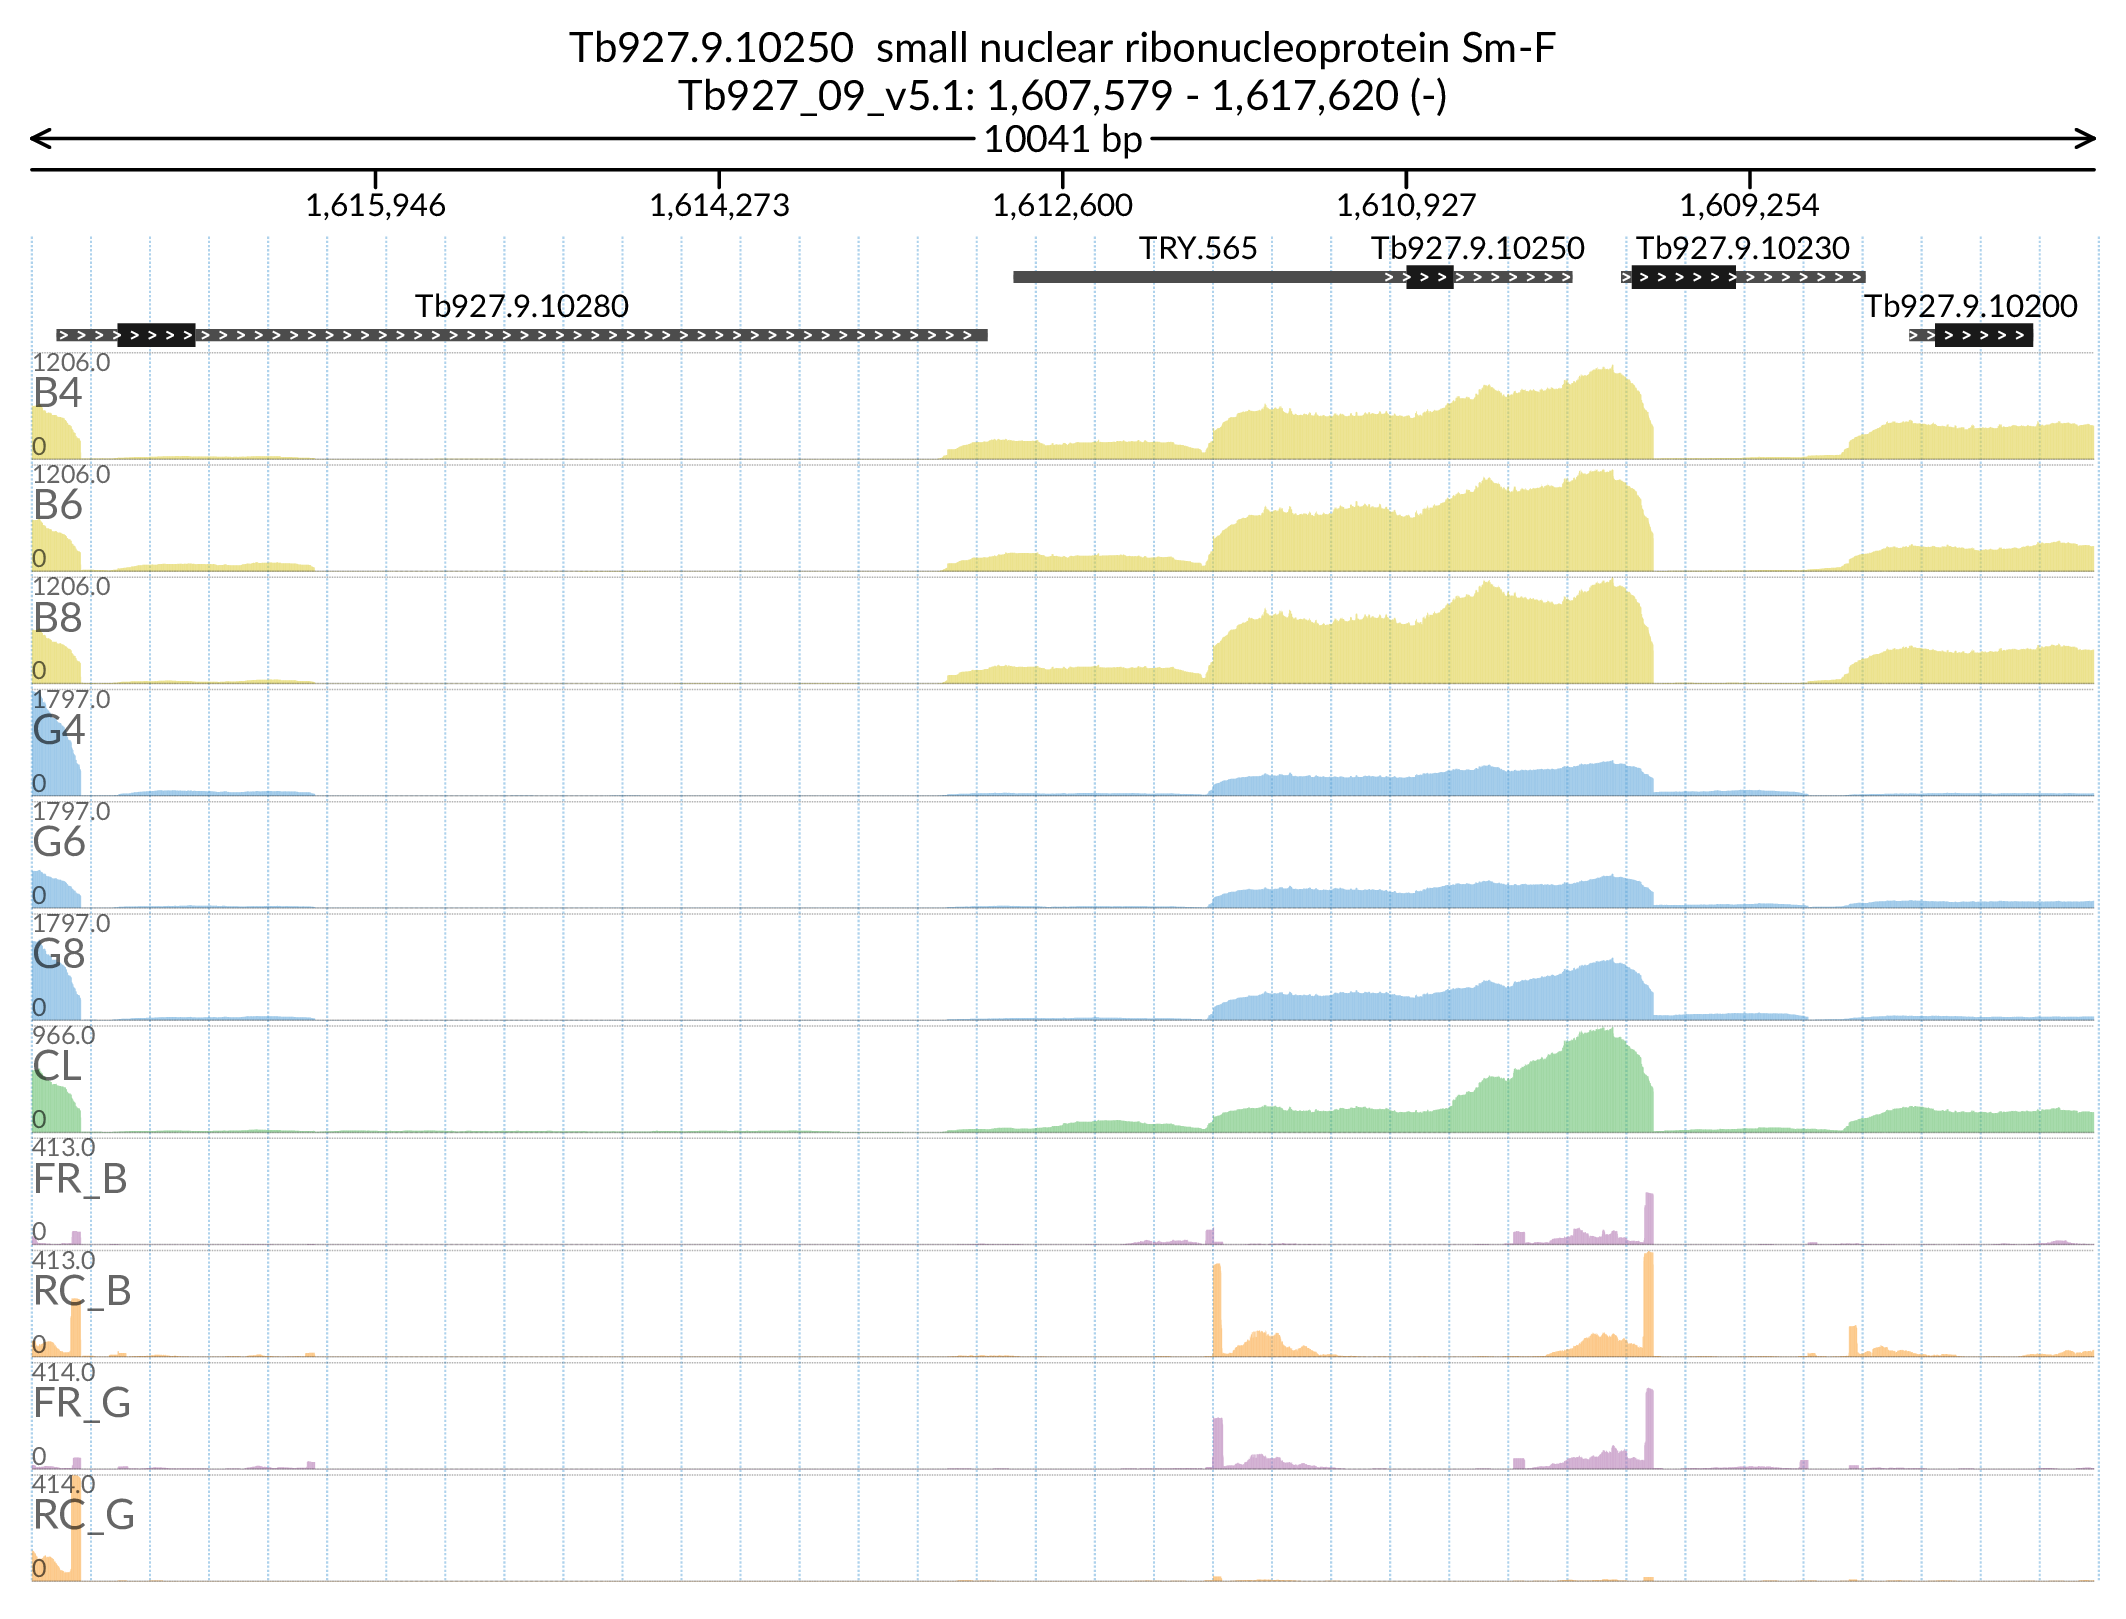 Tb927.9.10250  small nuclear ribonucleoprotein Sm-F
Tb927_09_v5.1: 1,607,579 - 1,617,620 (-)
10041 bp
1,615,946 1,614,273 1,612,600 1,610,927 1,609,254
TRY.565 Tb927.9.10250 Tb927.9.10230
Tb927.9.10280 Tb927.9.10200
1206.0
B4
0
1206.0
B6
0
1206.0
B8
0
1797.0
G4
0
1797.0
G6
0
1797.0
G8
0
966.0
CL
0
413.0
FR_B
0
413.0
RC_B
0
414.0
FR_G
0
414.0
RC_G
0